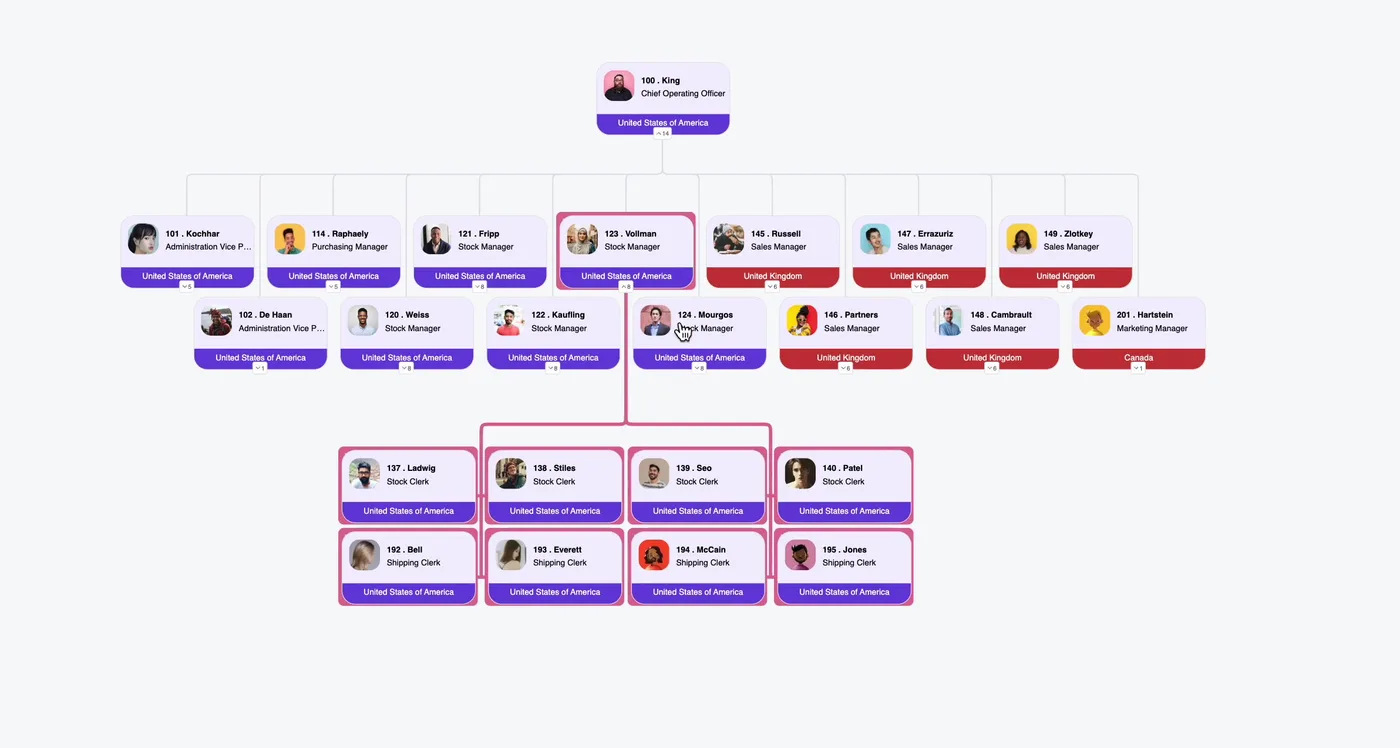 100 . King
Chief Operating Officer
United States of America
14
101 . Kochhar
Administration Vice P...
United States of America
5
114 . Raphaely
Purchasing Manager
United States of America
5
121 . Fripp
Stock Manager
United States of America
8
123 . Vollman
Stock Manager
United States of America
8
145 . Russell
Sales Manager
United Kingdom
6
147 . Errazuriz
Sales Manager
United Kingdom
6
149 . Zlotkey
Sales Manager
United Kingdom
6
102 . De Haan
Administration Vice P...
United States of America
1
120 . Weiss
Stock Manager
United States of America
8
122 . Kaufling
Stock Manager
United States of America
8
124 . Mourgos
Manager
United States of America
8
146 . Partners
Sales Manager
United Kingdom
6
148 . Cambrault
Sales Manager
United Kingdom
6
201 . Hartstein
Marketing Manager
Canada
1
137 . Ladwig
Stock Clerk
United States of America
138 . Stiles
Stock Clerk
United States of America
139 . Seo
Stock Clerk
United States of America
140 . Patel
Stock Clerk
United States of America
192 . Bell
Shipping Clerk
United States of America
193 . Everett
Shipping Clerk
United States of America
194 . McCain
Shipping Clerk
United States of America
195 . Jones
Shipping Clerk
United States of America